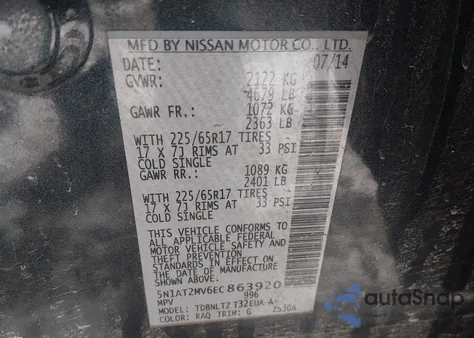 MFD BY NISSAN MOTOR CO., LTD.
DATE: 07/14
GVWR: 2122 KG
4679 LB
GAWR FR.: 1072 KG
2363 LB
WITH 225/65R17 TIRES
17 X 7J RIMS AT 33 PSI
COLD SINGLE
GAWR RR.: 1089 KG
2401 LB
WITH 225/65R17 TIRES
17 X 7J RIMS AT 33 PSI
COLD SINGLE
THIS VEHICLE CONFORMS TO
ALL APPLICABLE FEDERAL
MOTOR VEHICLE SAFETY AND
THEFT PREVENTION
STANDARDS IN EFFECT ON
THE DATE OF MANUFACTURE
SHOWN ABOVE.
5N1AT2MV6EC863920
MPV 996
MODEL: TDBNLTZ T32EUA-A-
COLOR: RAQ TRIM: G 2S30A
autoSnap